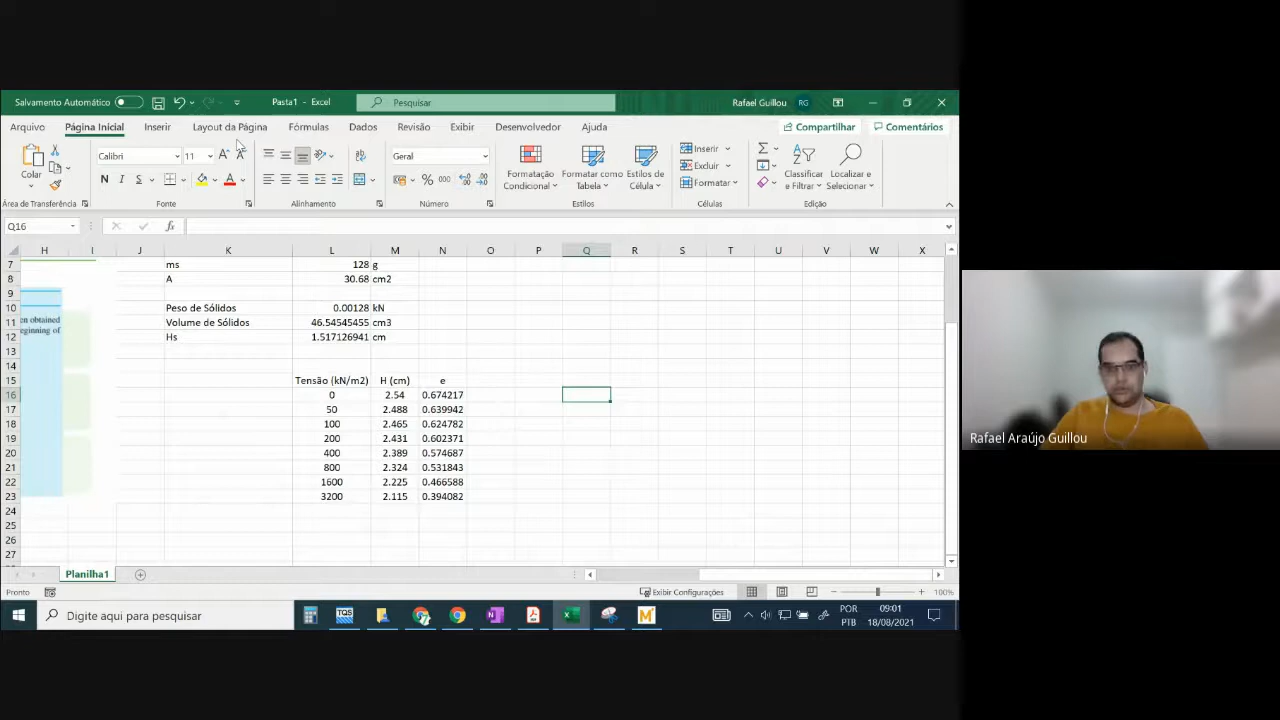 Salvamento Automático
Pasta1 - Excel
Pesquisar
Rafael Guillou
RG
Arquivo
Página Inicial
Inserir
Layout da Página
Fórmulas
Dados
Revisão
Exibir
Desenvolvedor
Ajuda
Compartilhar
Comentários
Colar
Calibri
11
N I S
Geral
% 000
Formatação Condicional
Formatar como Tabela
Estilos de Célula
Inserir
Excluir
Formatar
Classificar e Filtrar
Localizar e Selecionar
Área de Transferência
Fonte
Alinhamento
Número
Estilos
Células
Edição
Q16
fx
H I J K L M N O P Q R S T U V W X
7 ms 128 g
8 A 30.68 cm2
9
10 Peso de Sólidos 0.00128 kN
en obtained
11 Volume de Sólidos 46.54545455 cm3
eginning of
12 Hs 1.517126941 cm
13
14
15 Tensão (kN/m2) H (cm) e
16 0 2.54 0.674217
17 50 2.488 0.639942
18 100 2.465 0.624782
19 200 2.431 0.602371
20 400 2.389 0.574687
21 800 2.324 0.531843
22 1600 2.225 0.466588
23 3200 2.115 0.394082
24
25
26
27
Planilha1
Pronto
Exibir Configurações
100%
Digite aqui para pesquisar
TQS
POR
PTB
09:01
18/08/2021
Rafael Araújo Guillou